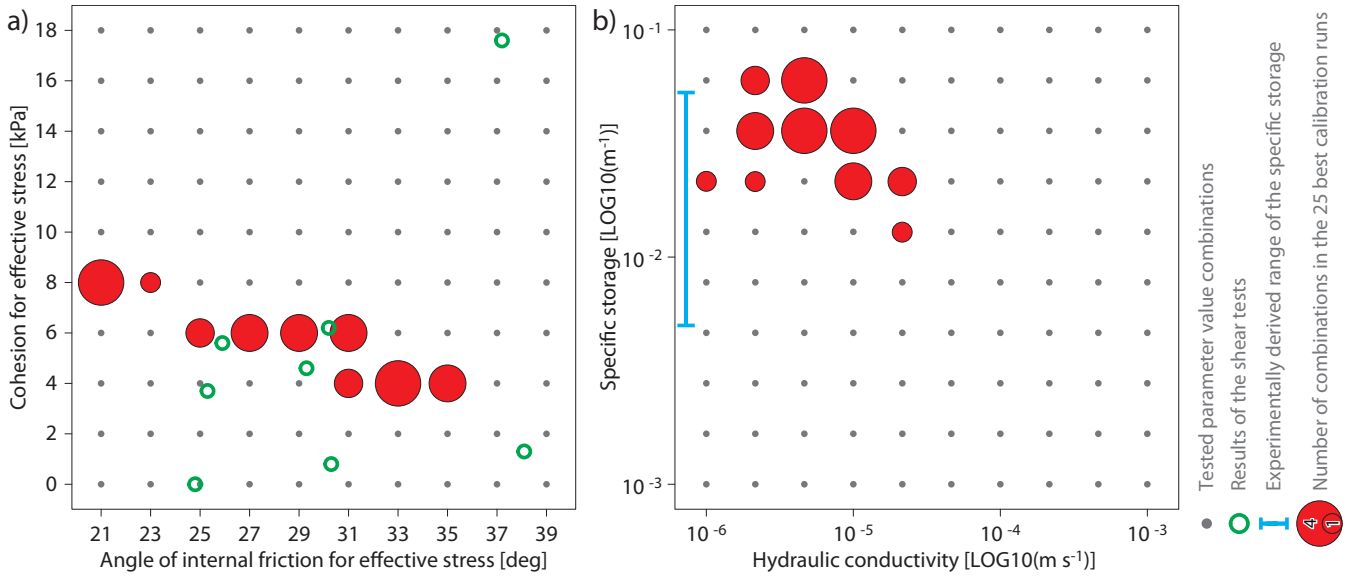 a)
Cohesion for effective stress [kPa]
18
16
14
12
10
8
6
4
2
0
21 23 25 27 29 31 33 35 37 39
Angle of internal friction for effective stress [deg]
b)
Specific storage [LOG10(m⁻¹)]
10⁻¹
10⁻²
10⁻³
10⁻⁶ 10⁻⁵ 10⁻⁴ 10⁻³
Hydraulic conductivity [LOG10(m s⁻¹)]
Tested parameter value combinations
Results of the shear tests
Experimentally derived range of the specific storage
Number of combinations in the 25 best calibration runs
4
1